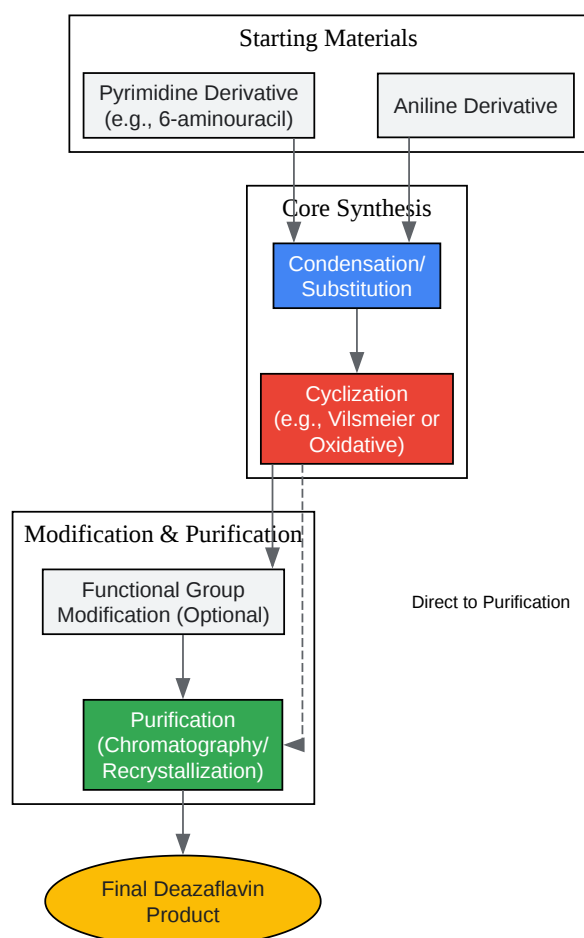 Starting Materials
Pyrimidine Derivative
(e.g., 6-aminouracil)
Aniline Derivative
Core Synthesis
Condensation/
Substitution
Cyclization
(e.g., Vilsmeier or
Oxidative)
Modification & Purification
Functional Group
Modification (Optional)
Direct to Purification
Purification
(Chromatography/
Recrystallization)
Final Deazaflavin
Product